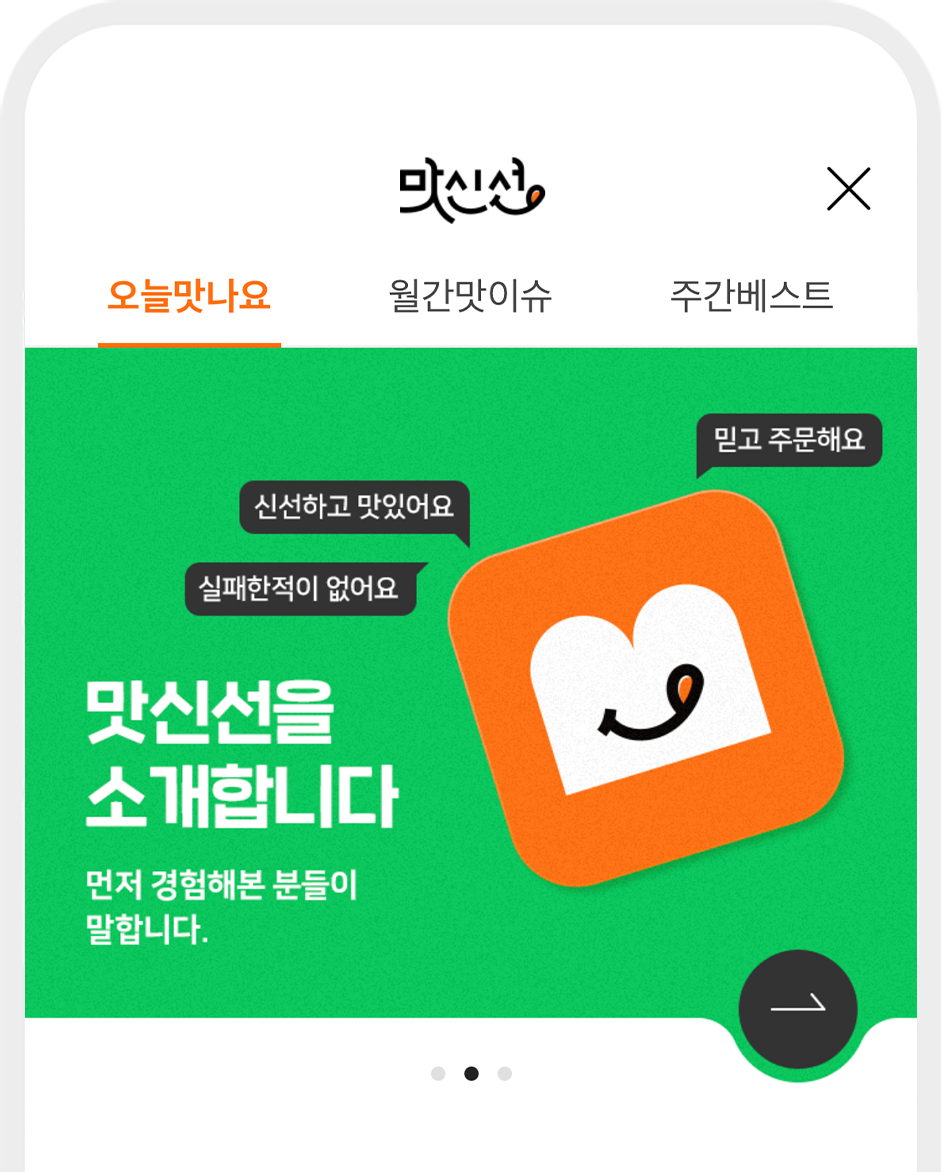 맛신선
오늘맛나요 월간맛이슈 주간베스트
믿고 주문해요
신선하고 맛있어요
실패한적이 없어요
맛신선을
소개합니다
먼저 경험해본 분들이
말합니다.